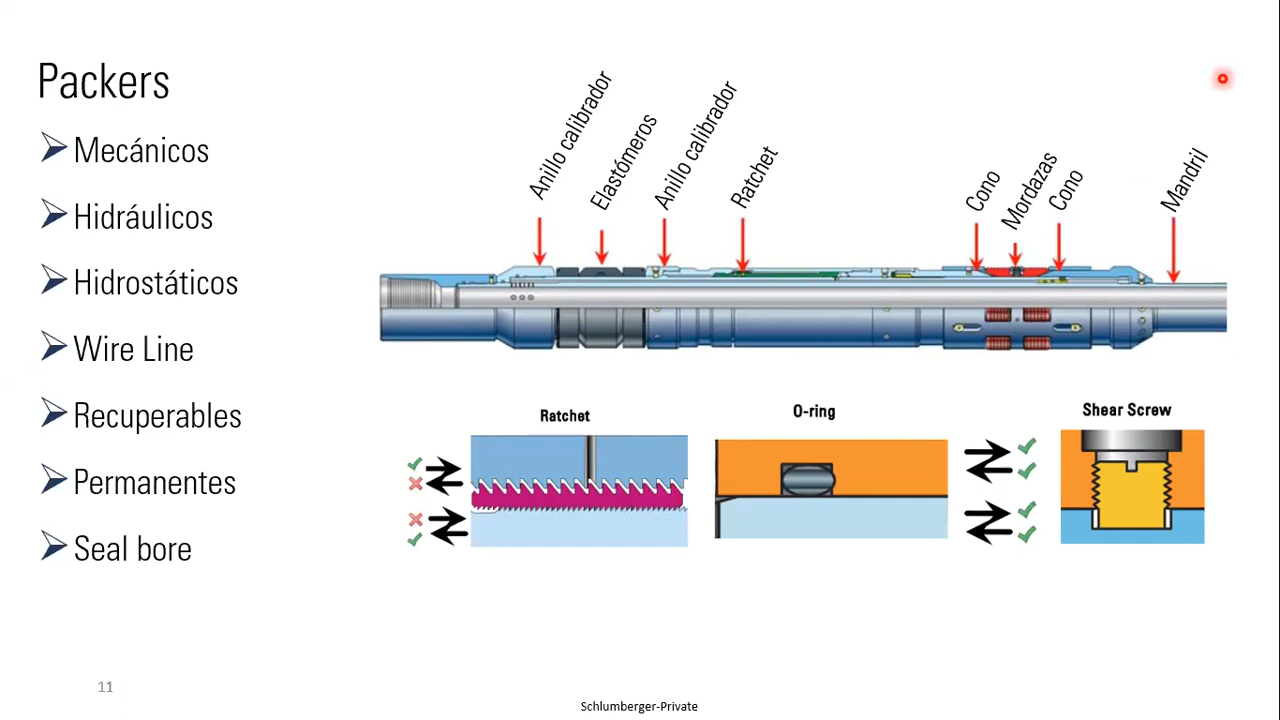 Packers
Mecánicos
Hidráulicos
Hidrostáticos
Wire Line
Recuperables
Permanentes
Seal bore
Anillo calibrador
Elastómeros
Anillo calibrador
Ratchet
Cono
Mordazas
Cono
Mandril
Ratchet
O-ring
Shear Screw
11
Schlumberger-Private